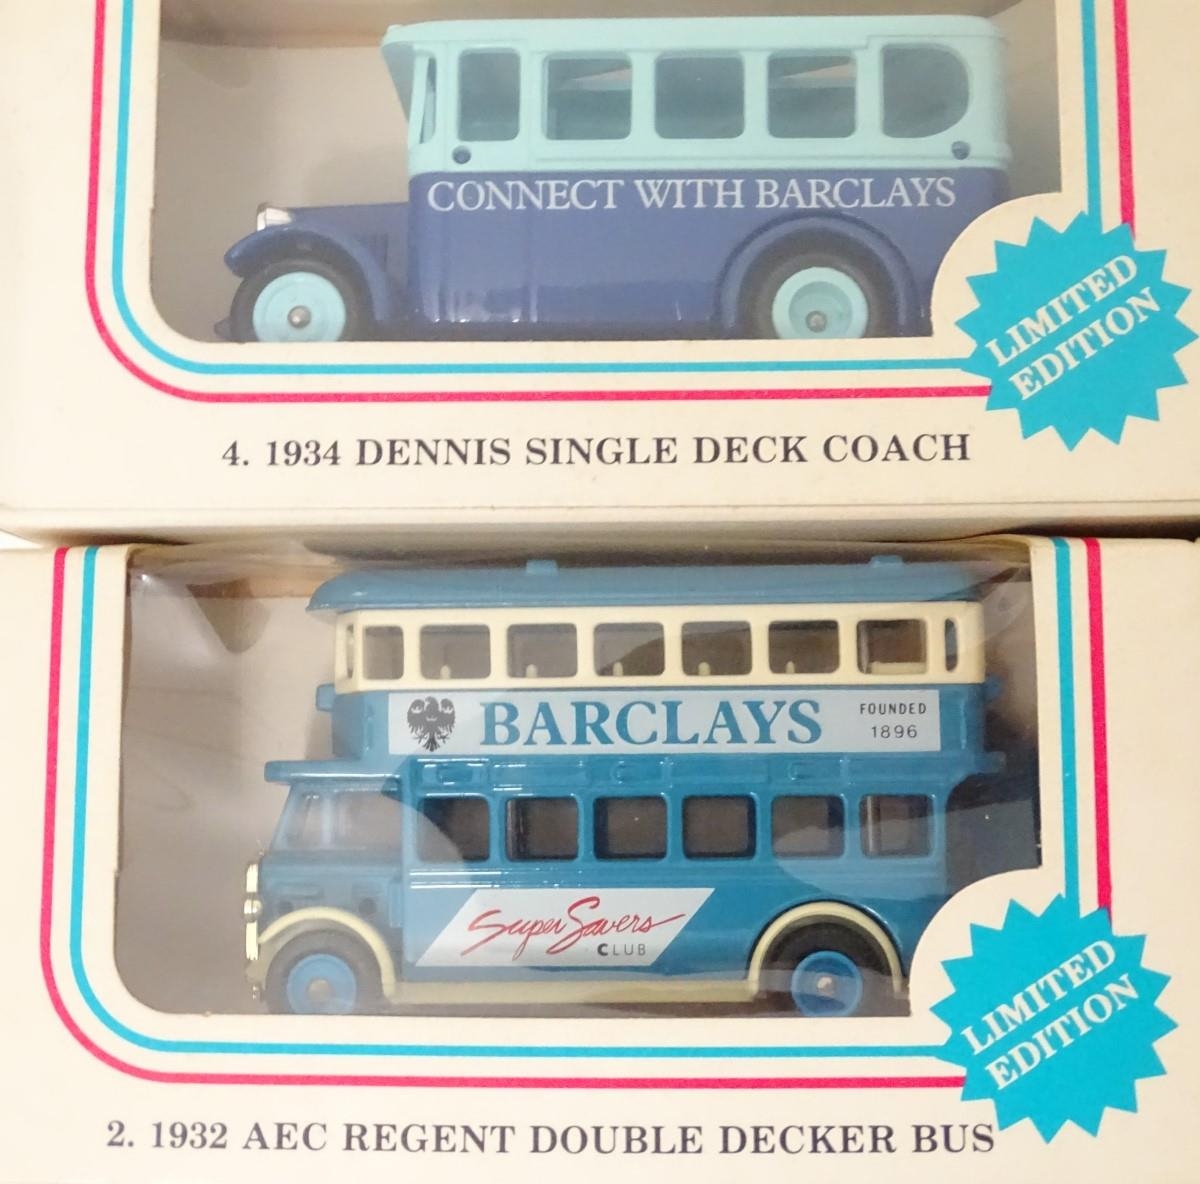 CONNECT WITH BARCLAYS
LIMITED
EDITION
4. 1934 DENNIS SINGLE DECK COACH
BARCLAYS
FOUNDED
1896
Super Savers
CLUB
LIMITED
EDITION
2. 1932 AEC REGENT DOUBLE DECKER BUS